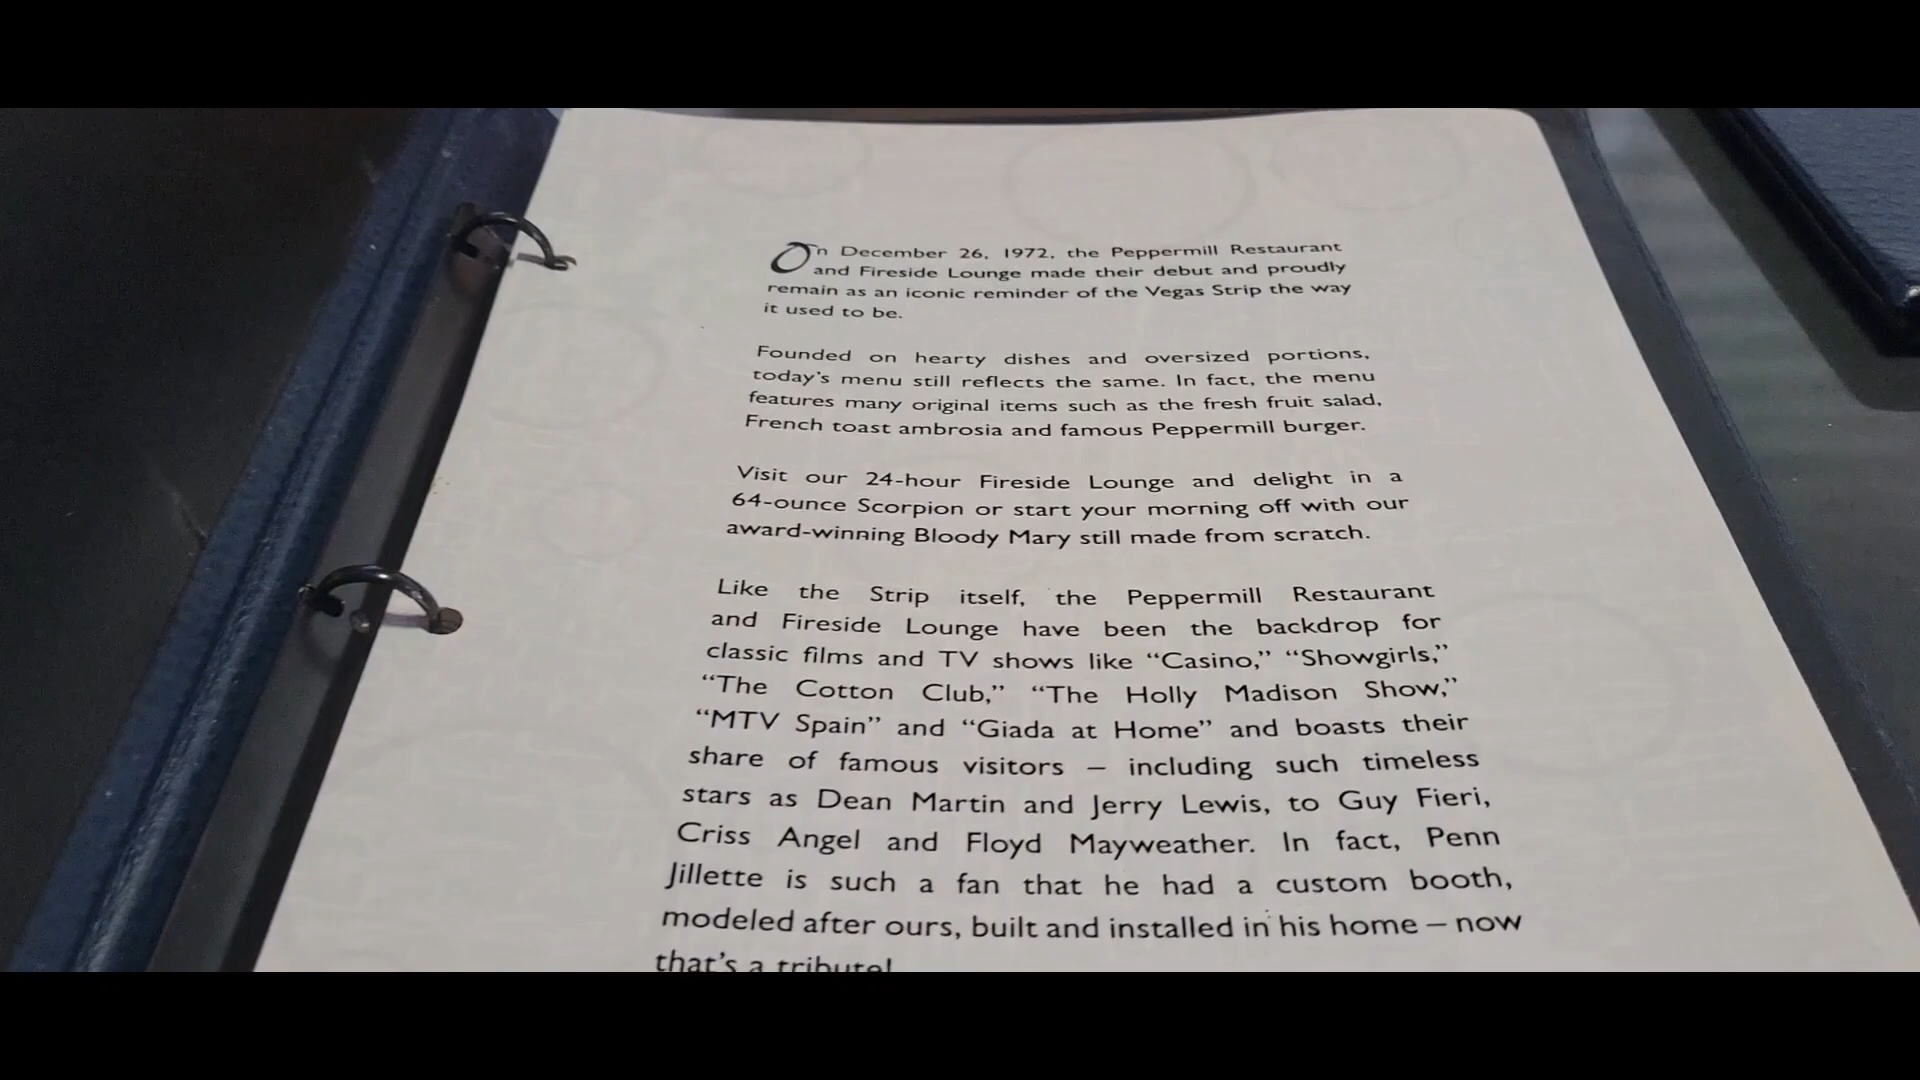 On December 26, 1972, the Peppermill Restaurant
and Fireside Lounge made their debut and proudly
remain as an iconic reminder of the Vegas Strip the way
it used to be.
Founded on hearty dishes and oversized portions,
today's menu still reflects the same. In fact, the menu
features many original items such as the fresh fruit salad,
French toast ambrosia and famous Peppermill burger.
Visit our 24-hour Fireside Lounge and delight in a
64-ounce Scorpion or start your morning off with our
award-winning Bloody Mary still made from scratch.
Like the Strip itself, the Peppermill Restaurant
and Fireside Lounge have been the backdrop for
classic films and TV shows like “Casino,” “Showgirls,”
“The Cotton Club,” “The Holly Madison Show,”
“MTV Spain” and “Giada at Home” and boasts their
share of famous visitors – including such timeless
stars as Dean Martin and Jerry Lewis, to Guy Fieri,
Criss Angel and Floyd Mayweather. In fact, Penn
Jillette is such a fan that he had a custom booth,
modeled after ours, built and installed in his home – now
that's a tribute!